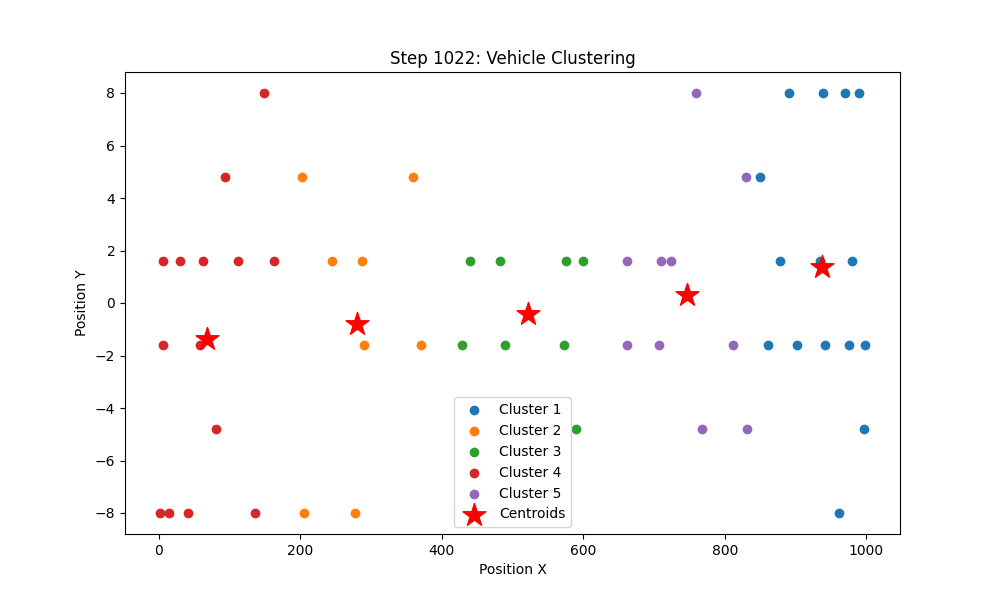 Step 1022: Vehicle Clustering
Position Y
8
6
4
2
0
−2
−4
−6
−8
Cluster 1
Cluster 2
Cluster 3
Cluster 4
Cluster 5
Centroids
0
200
400
600
800
1000
Position X